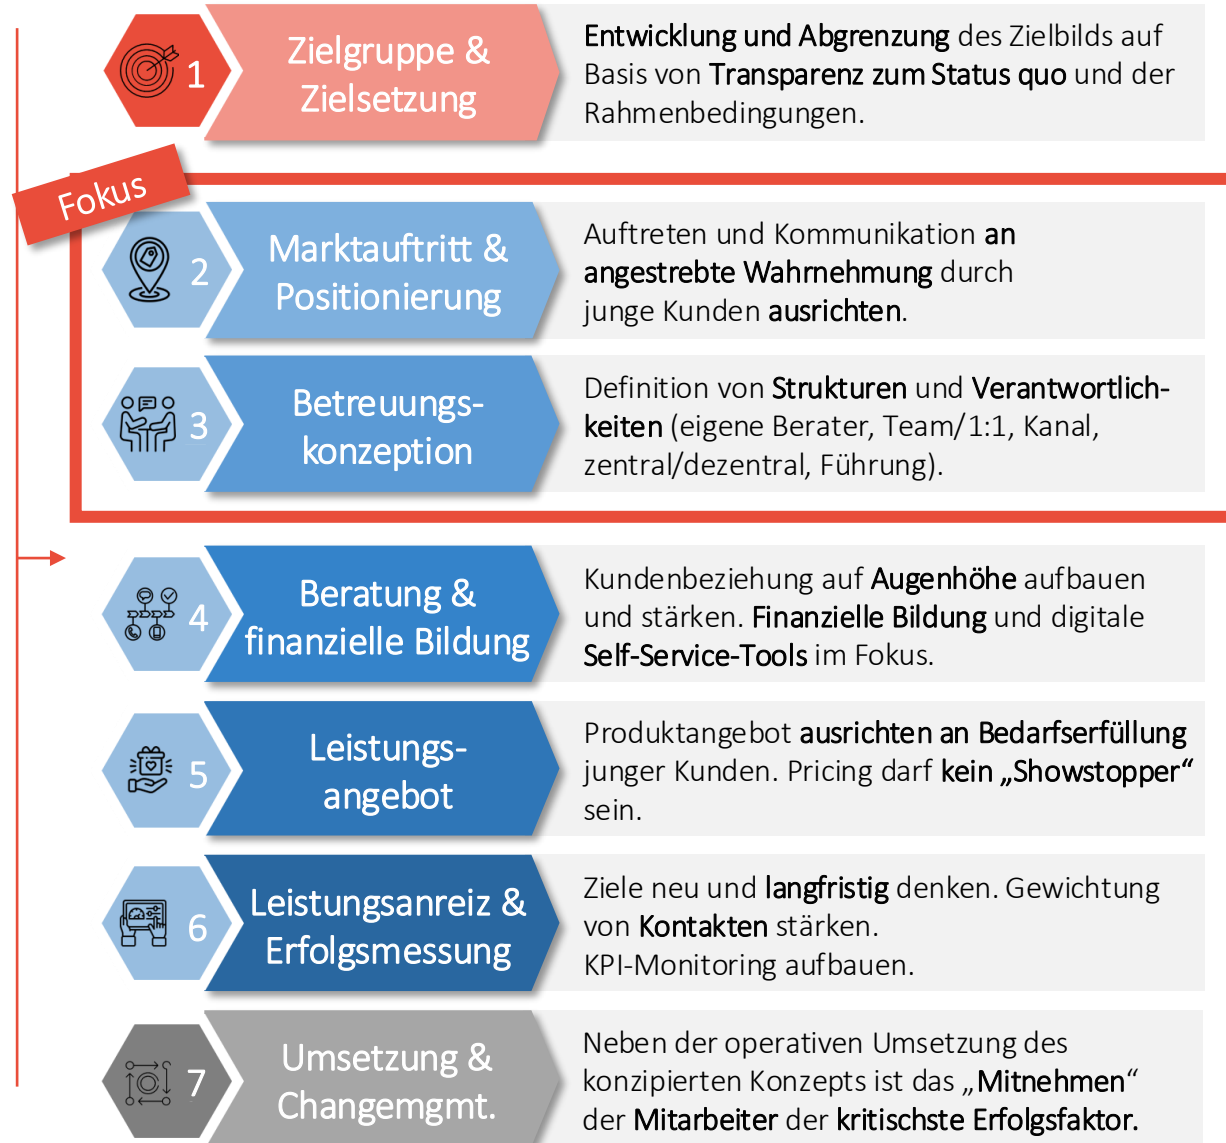 1
Zielgruppe &
Zielsetzung
Entwicklung und Abgrenzung des Zielbilds auf
Basis von Transparenz zum Status quo und der
Rahmenbedingungen.
Fokus
2
Marktauftritt &
Positionierung
Auftreten und Kommunikation an
angestrebte Wahrnehmung durch
junge Kunden ausrichten.
3
Betreuungs-
konzeption
Definition von Strukturen und Verantwortlich-
keiten (eigene Berater, Team/1:1, Kanal,
zentral/dezentral, Führung).
4
Beratung &
finanzielle Bildung
Kundenbeziehung auf Augenhöhe aufbauen
und stärken. Finanzielle Bildung und digitale
Self-Service-Tools im Fokus.
5
Leistungs-
angebot
Produktangebot ausrichten an Bedarfserfüllung
junger Kunden. Pricing darf kein „Showstopper“
sein.
6
Leistungsanreiz &
Erfolgsmessung
Ziele neu und langfristig denken. Gewichtung
von Kontakten stärken.
KPI-Monitoring aufbauen.
7
Umsetzung &
Changemgmt.
Neben der operativen Umsetzung des
konzipierten Konzepts ist das „Mitnehmen“
der Mitarbeiter der kritischste Erfolgsfaktor.